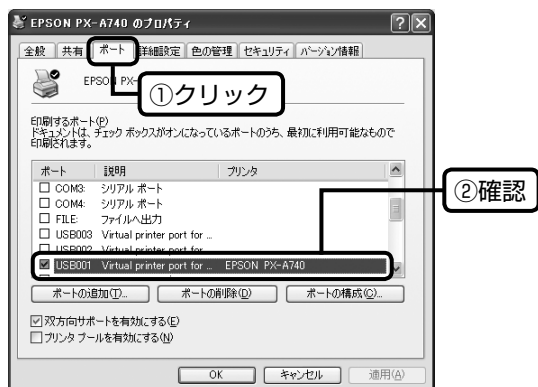 EPSON PX-A740 のプロパティ
全般 共有 ポート 詳細設定 色の管理 セキュリティ バージョン情報
EPSON PX-
①クリック
印刷するポート(P)
ドキュメントは、チェック ボックスがオンになっているポートのうち、最初に利用可能なもので
印刷されます。
ポート 説明 プリンタ
COM3: シリアル ポート
COM4: シリアル ポート
FILE: ファイルへ出力
USB003 Virtual printer port for ...
USB002 Virtual printer port for ...
USB001 Virtual printer port for ... EPSON PX-A740
②確認
ポートの追加(T)... ポートの削除(D) ポートの構成(C)...
双方向サポートを有効にする(E)
プリンタ プールを有効にする(N)
OK キャンセル 適用(A)